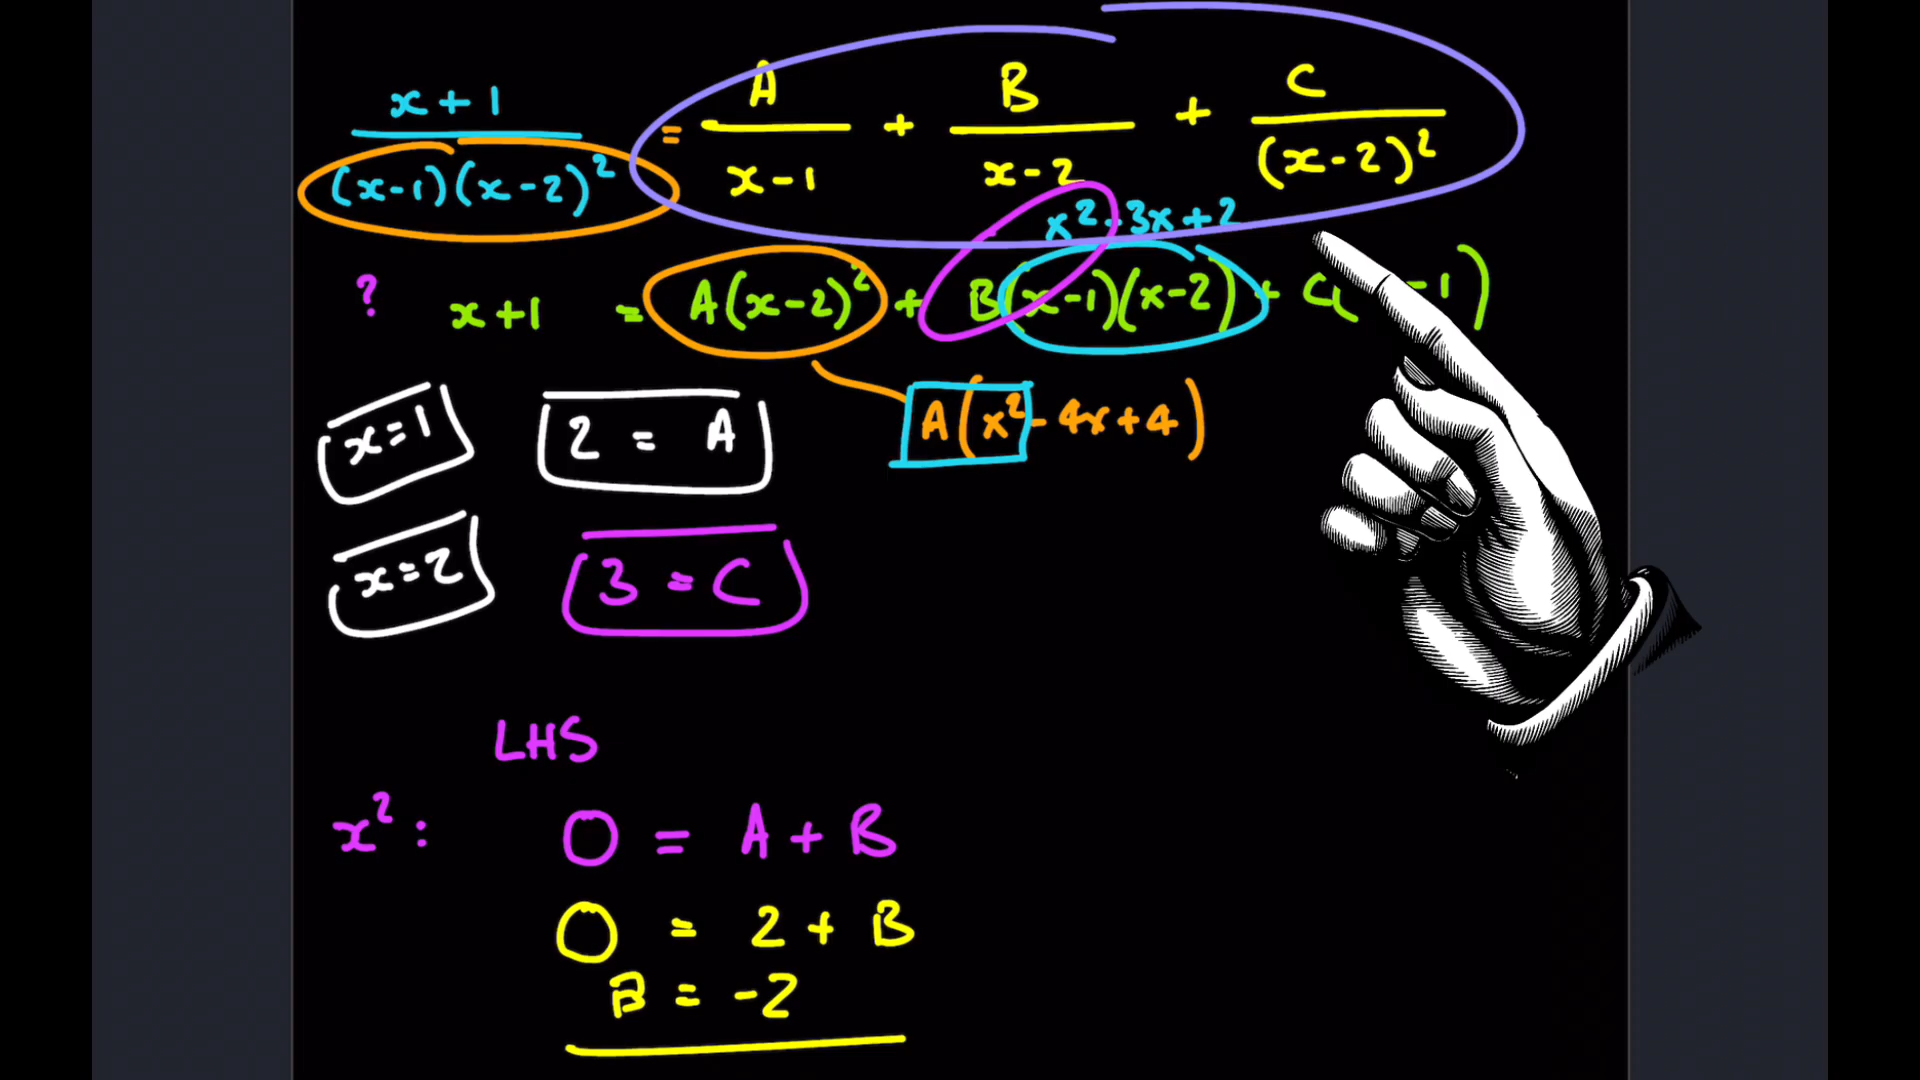 x+1 / (x-1)(x-2)² = A / x-1 + B / x-2 + C / (x-2)²
x²-3x+2
? x+1 = A(x-2)² + B(x-1)(x-2) + -1)
x=1 2 = A A(x²-4x+4)
x=2 3 = C
LHS
x²: 0 = A+B
0 = 2+B
B = -2